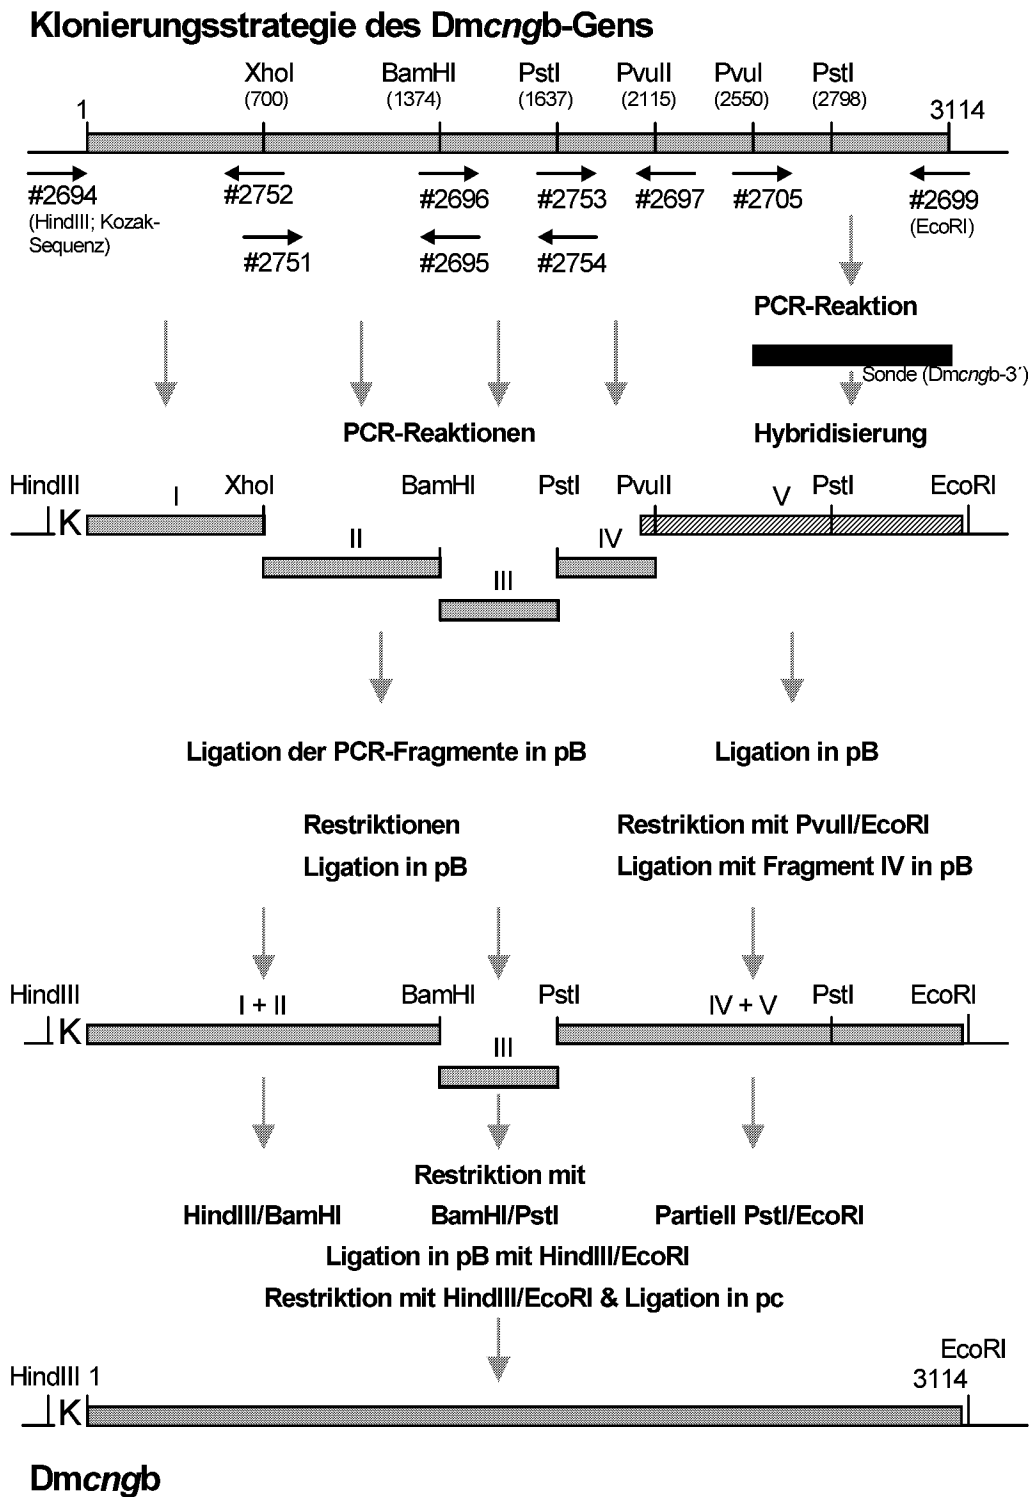 Klonierungsstrategie des Dmcngb-Gens
XhoI BamHI PstI PvuII PvuI PstI
(700) (1374) (1637) (2115) (2550) (2798)
1 3114
#2694 #2752 #2696 #2753 #2697 #2705 #2699
(HindIII; Kozak-
Sequenz)
(EcoRI)
#2751 #2695 #2754
PCR-Reaktion
Sonde (Dmcngb-3´)
PCR-Reaktionen Hybridisierung
HindIII I XhoI BamHI PstI PvuII V PstI EcoRI
K
II IV
III
Ligation der PCR-Fragmente in pB Ligation in pB
Restriktionen Restriktion mit PvuII/EcoRI
Ligation in pB Ligation mit Fragment IV in pB
HindIII I + II BamHI PstI IV + V PstI EcoRI
K
III
Restriktion mit
HindIII/BamHI BamHI/PstI Partiell PstI/EcoRI
Ligation in pB mit HindIII/EcoRI
Restriktion mit HindIII/EcoRI & Ligation in pc
EcoRI
HindIII 1 3114
K
Dmcngb